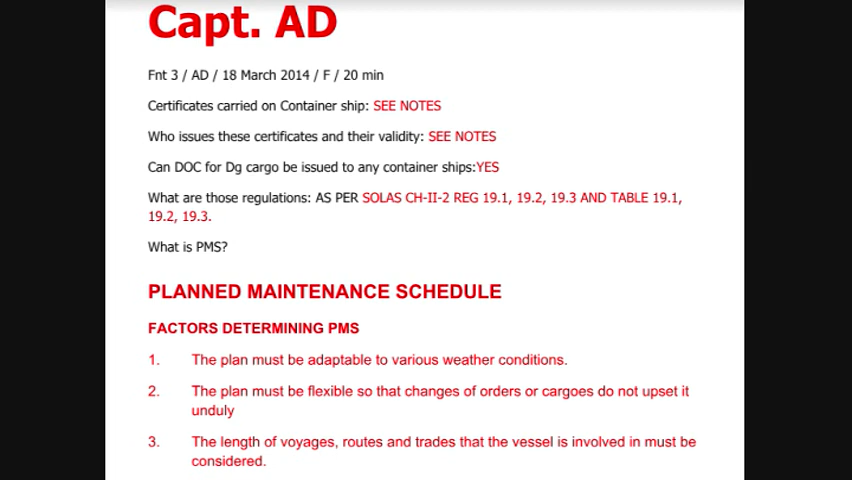 Capt. AD
Fnt 3 / AD / 18 March 2014 / F / 20 min
Certificates carried on Container ship: SEE NOTES
Who issues these certificates and their validity: SEE NOTES
Can DOC for Dg cargo be issued to any container ships:YES
What are those regulations: AS PER SOLAS CH-II-2 REG 19.1, 19.2, 19.3 AND TABLE 19.1,
19.2, 19.3.
What is PMS?
PLANNED MAINTENANCE SCHEDULE
FACTORS DETERMINING PMS
1. The plan must be adaptable to various weather conditions.
2. The plan must be flexible so that changes of orders or cargoes do not upset it
unduly
3. The length of voyages, routes and trades that the vessel is involved in must be
considered.